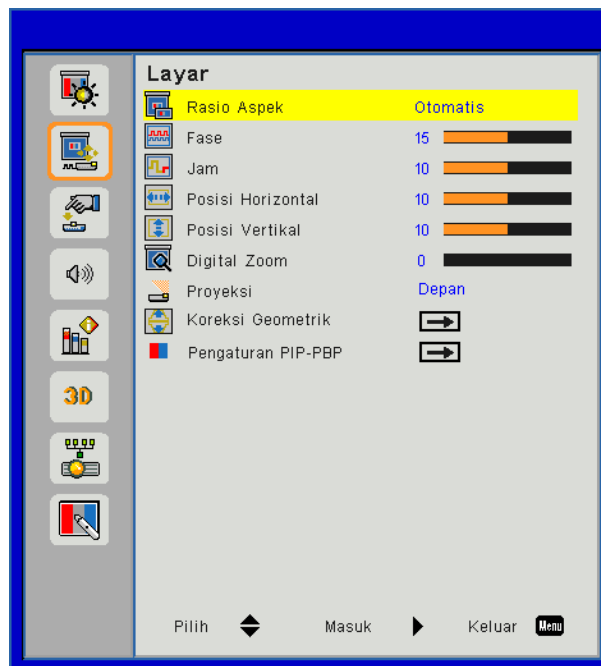 Layar
Rasio Aspek Otomatis
Fase 15
Jam 10
Posisi Horizontal 10
Posisi Vertikal 10
Digital Zoom 0
Proyeksi Depan
Koreksi Geometrik
Pengaturan PIP-PBP
3D
Pilih Masuk Keluar Menu